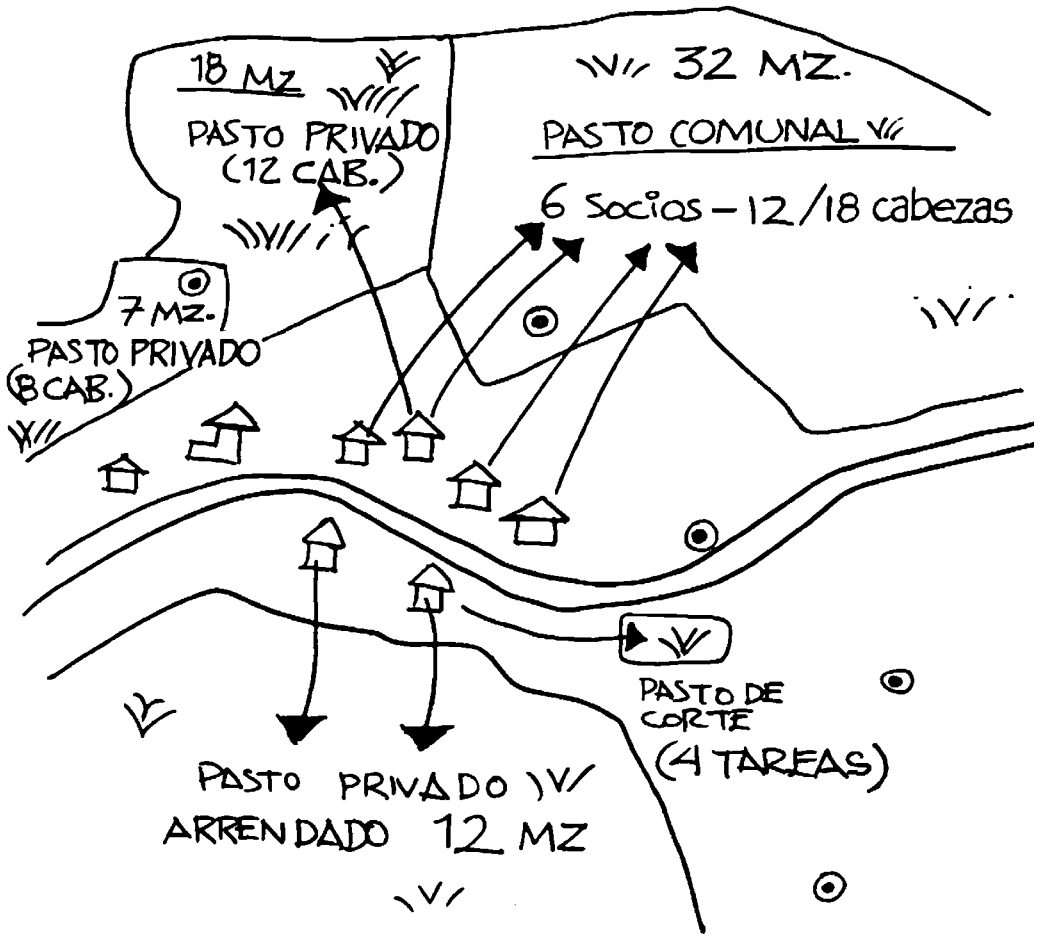 18 MZ
PASTO PRIVADO
(12 CAB.)
32 MZ.
PASTO COMUNAL
6 Socios - 12/18 cabezas
7 MZ.
PASTO PRIVADO
(8 CAB.)
PASTO DE
CORTE
(4 TAREAS)
PASTO PRIVADO
ARRENDADO 12 MZ